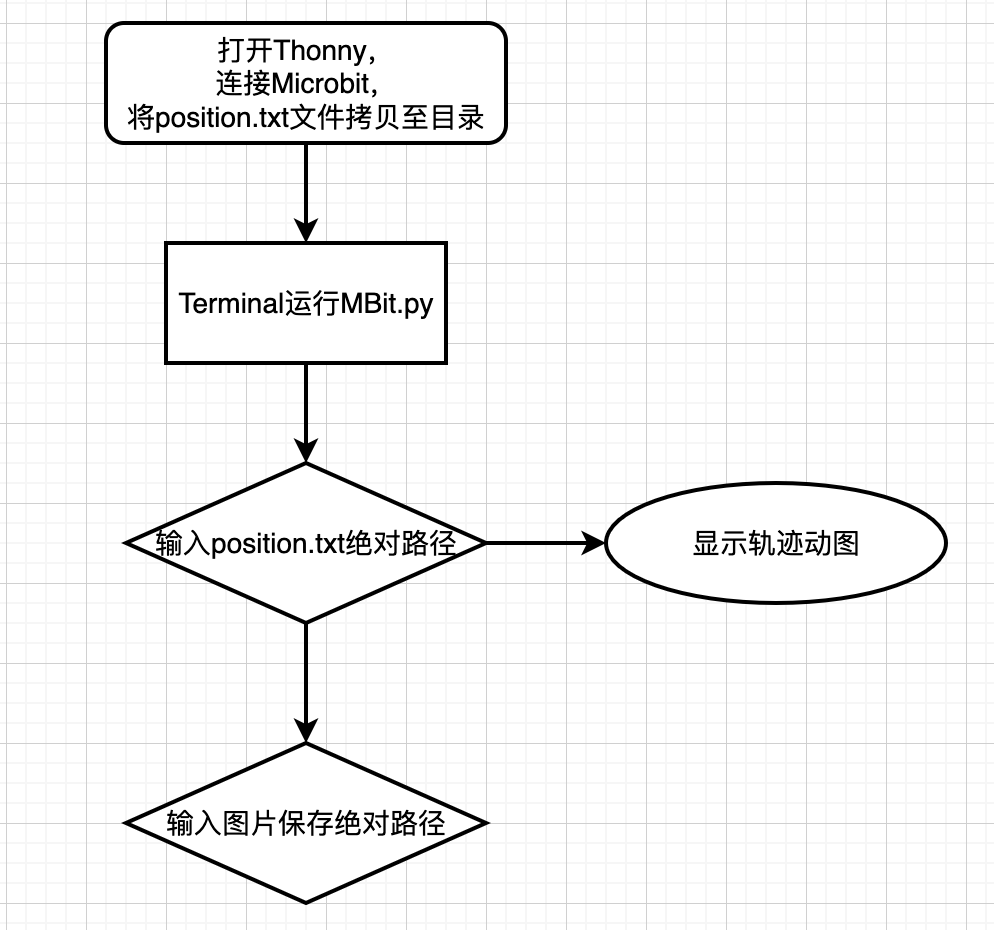 打开Thonny，
连接Microbit，
将position.txt文件拷贝至目录
Terminal运行MBit.py
输入position.txt绝对路径
显示轨迹动图
输入图片保存绝对路径